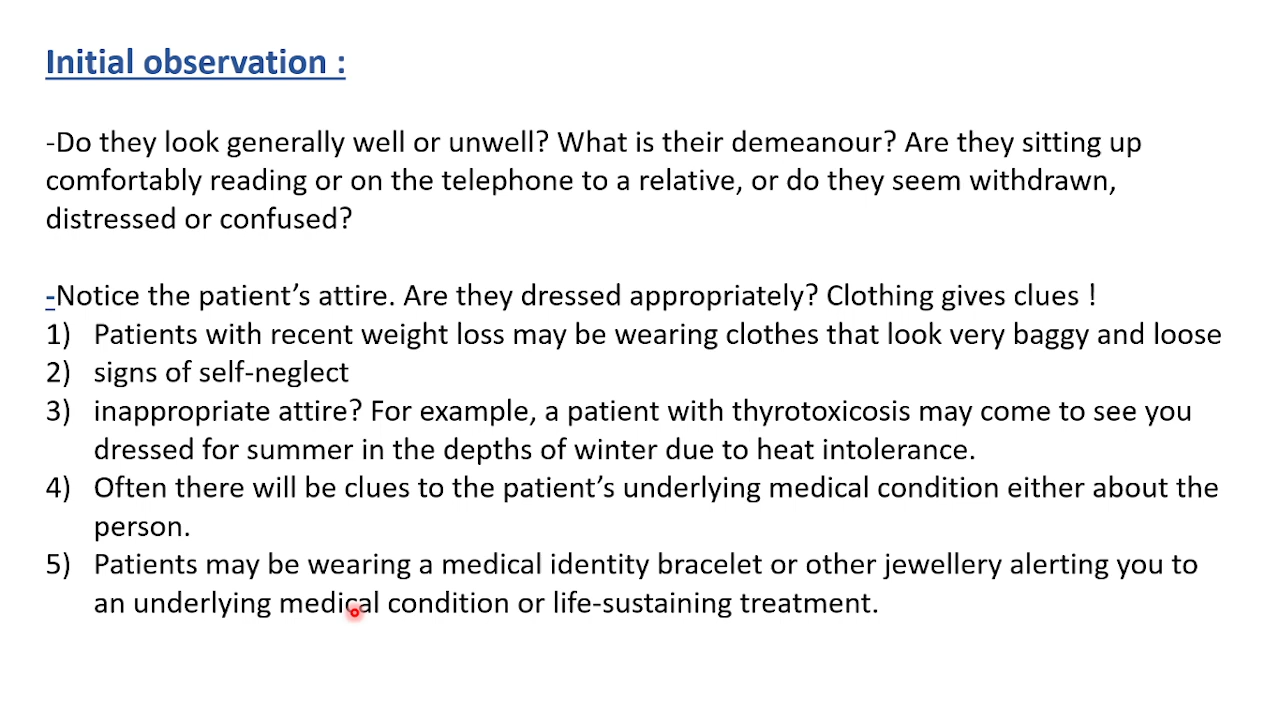 Initial observation :
-Do they look generally well or unwell? What is their demeanour? Are they sitting up
comfortably reading or on the telephone to a relative, or do they seem withdrawn,
distressed or confused?
-Notice the patient’s attire. Are they dressed appropriately? Clothing gives clues !
1) Patients with recent weight loss may be wearing clothes that look very baggy and loose
2) signs of self-neglect
3) inappropriate attire? For example, a patient with thyrotoxicosis may come to see you
dressed for summer in the depths of winter due to heat intolerance.
4) Often there will be clues to the patient’s underlying medical condition either about the
person.
5) Patients may be wearing a medical identity bracelet or other jewellery alerting you to
an underlying medical condition or life-sustaining treatment.